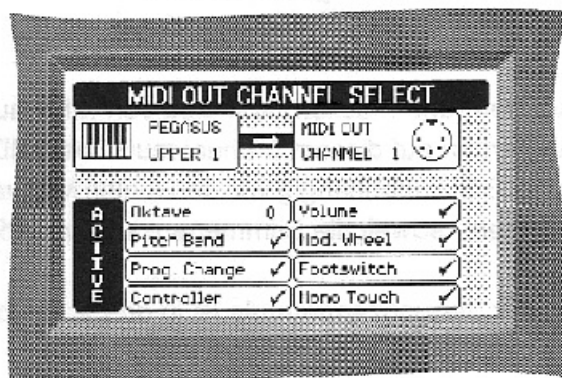 MIDI OUT CHANNEL SELECT
PEGASUS
UPPER 1
MIDI OUT
CHANNEL 1
ACTIVE
Oktave 0
Volume ✓
Pitch Bend ✓
Mod. Wheel ✓
Prog. Change ✓
Footswitch ✓
Controller ✓
Mono Touch ✓